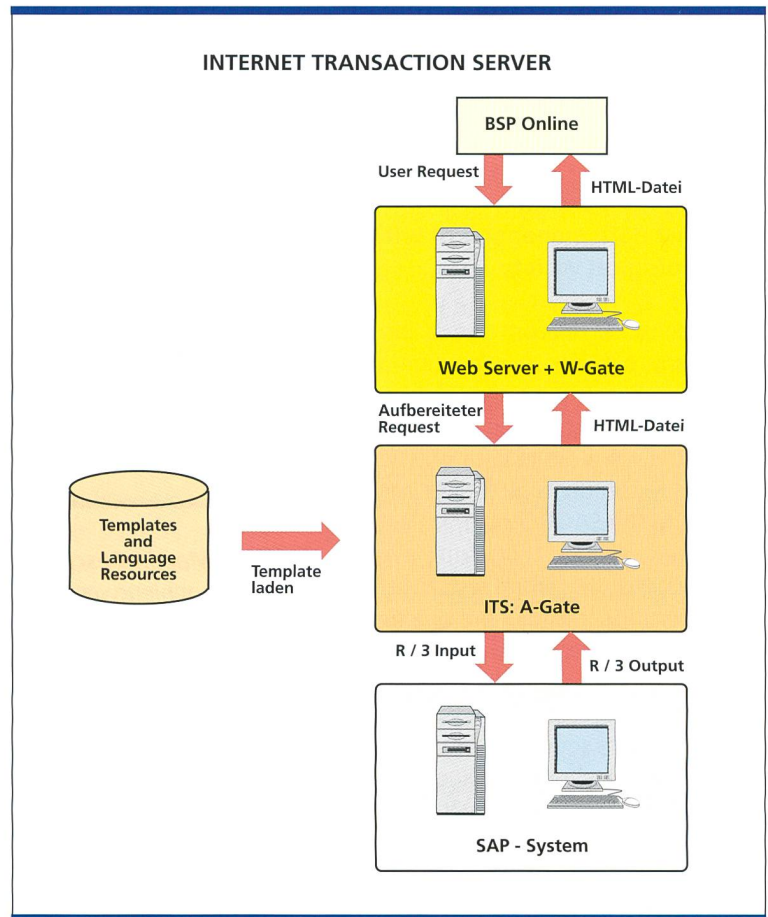 INTERNET TRANSACTION SERVER
BSP Online
User Request
HTML-Datei
Web Server + W-Gate
Aufbereiteter
Request
HTML-Datei
Templates
and
Language
Resources
Template
laden
ITS: A-Gate
R / 3 Input
R / 3 Output
SAP - System